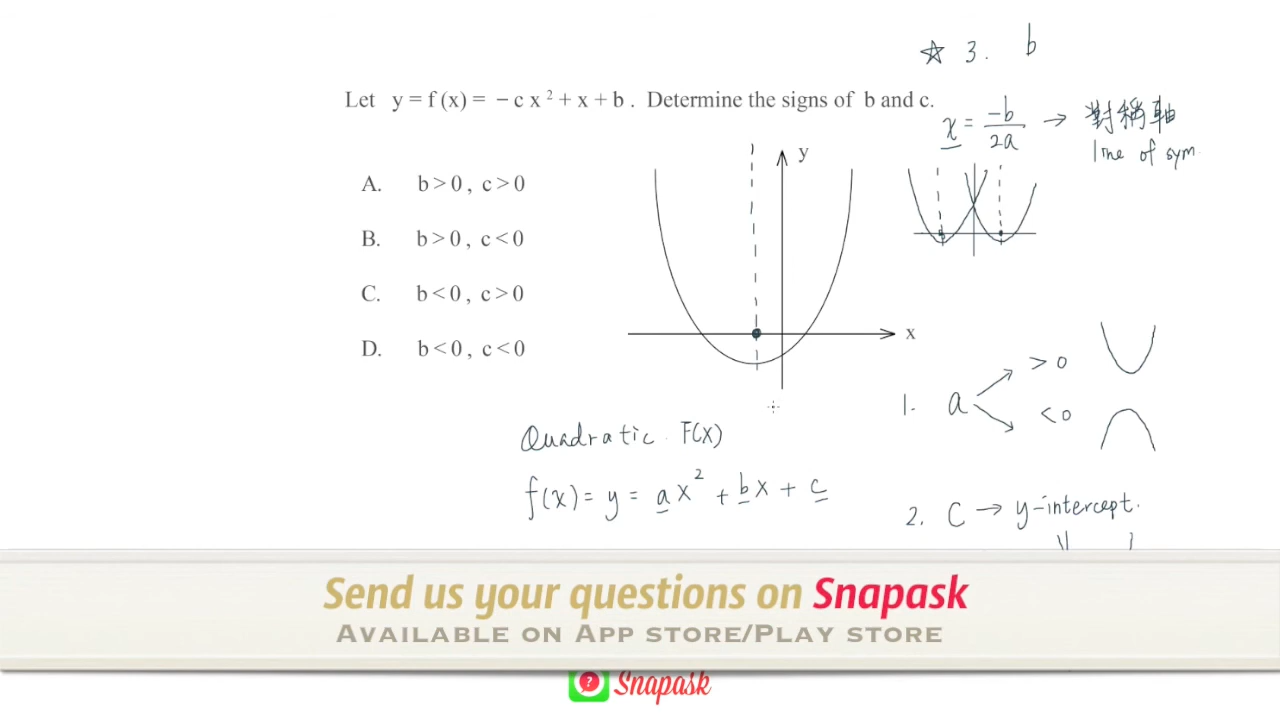 ☆ 3. b
Let y = f (x) = − c x² + x + b . Determine the signs of b and c.
x = -b/2a → 對稱軸
line of sym.
A. b > 0 , c > 0
B. b > 0 , c < 0
C. b < 0 , c > 0
D. b < 0 , c < 0
y
x
1. a
> 0
< 0
Quadratic F(x)
f(x) = y = ax² + bx + c
2. C → y-intercept.
Send us your questions on Snapask
Available on App store/Play store
? Snapask